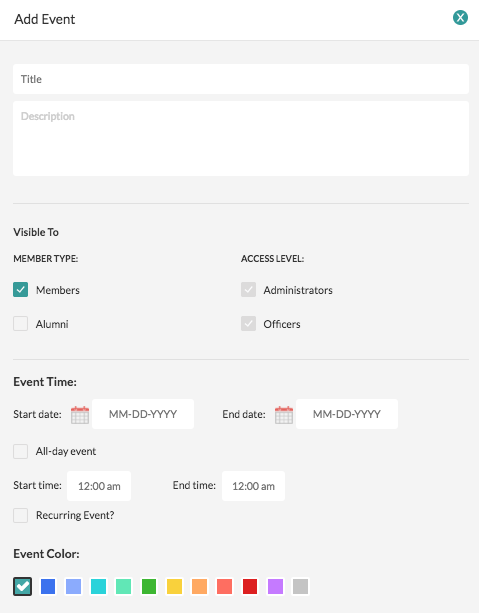 Add Event
X
Title
Description
Visible To
MEMBER TYPE: ACCESS LEVEL:
Members Administrators
Alumni Officers
Event Time:
Start date: MM-DD-YYYY End date: MM-DD-YYYY
All-day event
Start time: 12:00 am End time: 12:00 am
Recurring Event?
Event Color: